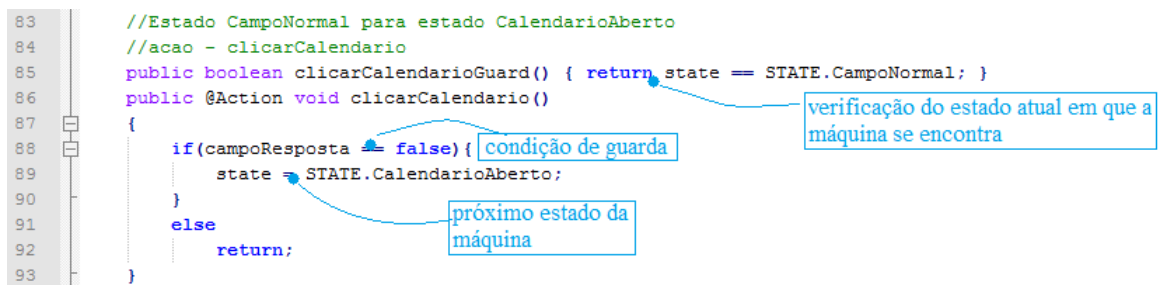 83 //Estado CampoNormal para estado CalendarioAberto
84 //acao - clicarCalendario
85 public boolean clicarCalendarioGuard() { return state == STATE.CampoNormal; }
86 public @Action void clicarCalendario()
verificação do estado atual em que a
máquina se encontra
87 {
88 if(campoResposta == false){ condição de guarda
89 state = STATE.CalendarioAberto;
90 }
próximo estado da
máquina
91 else
92 return;
93 }